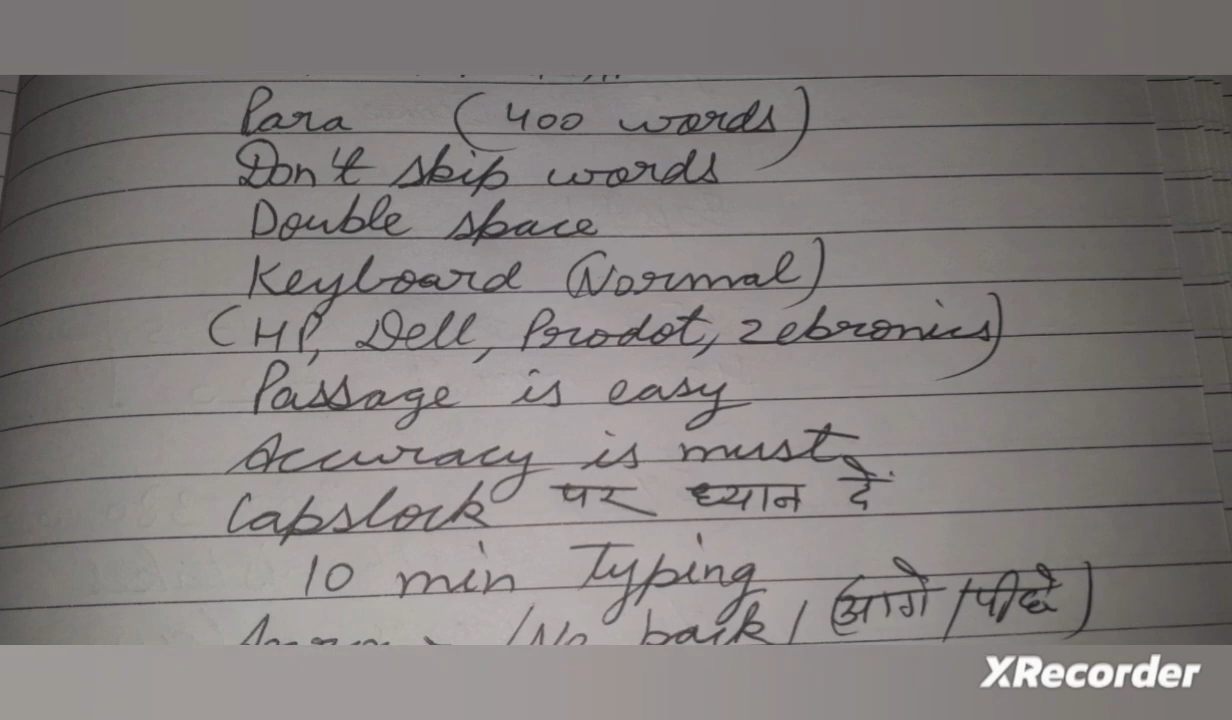 Para (400 words)
Don't skip words
Double space
Keyboard (Normal)
(HP, Dell, Prodot, zebronics)
Passage is easy
Accuracy is must.
Capslock पर ध्यान दें
10 min Typing
/No back / (आगे /पीछे)
XRecorder